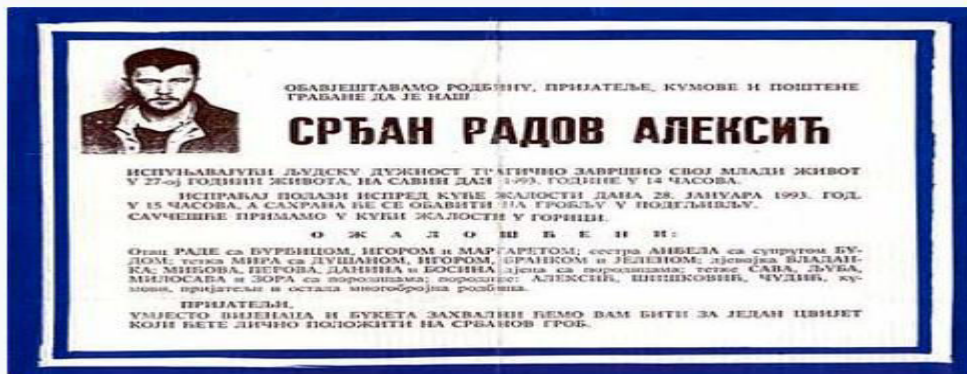 ОБАВЈЕШТАВАМО РОДБИНУ, ПРИЈАТЕЉЕ, КУМОВЕ И ПОШТЕНЕ
ГРАЂАНЕ ДА ЈЕ НАШ
СРЂАН РАДОВ АЛЕКСИЋ
ИСПУЊАВАЈУЋИ ЉУДСКУ ДУЖНОСТ ТРАГИЧНО ЗАВРШИО СВОЈ МЛАДИ ЖИВОТ
У 27-ој ГОДИНИ ЖИВОТА, НА САВИН ДАН 1993. ГОДИНЕ У 14 ЧАСОВА.
ИСПРАЋАЈ ПОЛАЗИ ИСПРЕД КУЋЕ ЖАЛОСТИ ДАНА 28. ЈАНУАРА 1993. ГОД.
У 15 ЧАСОВА, А САХРАНА ЋЕ СЕ ОБАВИТИ НА ГРОБЉУ У ПОДГЉИВЉУ.
САУЧЕШЋЕ ПРИМАМО У КУЋИ ЖАЛОСТИ У ГОРИЦИ.
О Ж А Л О Ш Ћ Е Н И :
Отац РАДЕ са ЂУРЂИЦОМ, ИГОРОМ и МАРГАРЕТОМ; сестра АНЂЕЛА са супругом БУ-
ДОМ; тетка МИРА са ДУШАНОМ, ИГОРОМ, БРАНКОМ и ЈЕЛЕНОМ; дјевојка ВЛАДАН-
КА; МИЋОВА, ПЕРОВА, ДАНИНА и БОСИНА дјеца са породицама; тетке САВА, ЉУБА,
МИЛОСАВА и ЗОРА са породицама; породице: АЛЕКСИЋ, ШИШКОВИЋ, ЧУДИЋ, ку-
мови, пријатељи и остала многобројна родбина.
ПРИЈАТЕЉИ,
УМЈЕСТО ВИЈЕНАЦА И БУКЕТА ЗАХВАЛНИ ЋЕМО ВАМ БИТИ ЗА ЈЕДАН ЦВИЈЕТ
КОЈИ ЋЕТЕ ЛИЧНО ПОЛОЖИТИ НА СРЂАНОВ ГРОБ.